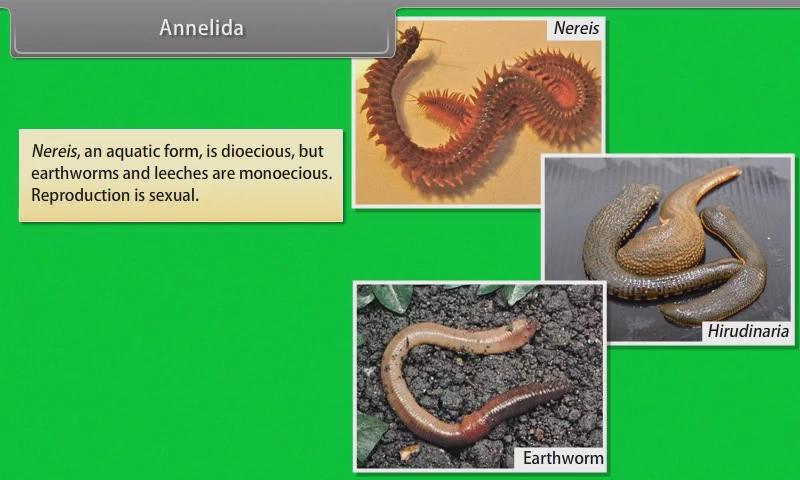 Annelida
Nereis
Nereis, an aquatic form, is dioecious, but
earthworms and leeches are monoecious.
Reproduction is sexual.
Hirudinaria
Earthworm